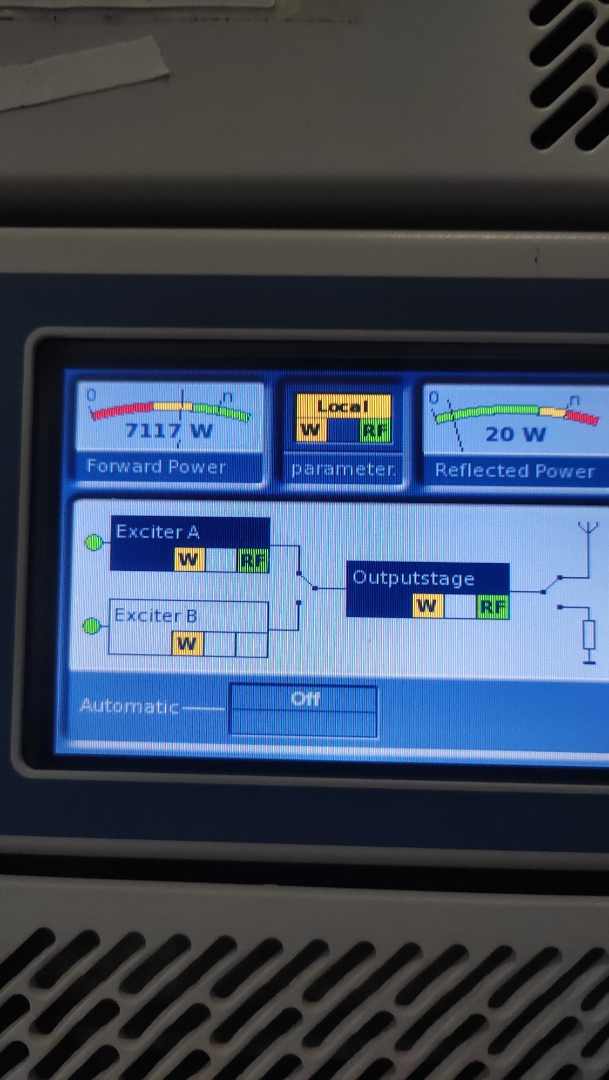 0 n
7117 W
Forward Power
Local
W RF
parameter.
0 n
20 W
Reflected Power
Exciter A
W RF
Exciter B
W
Outputstage
W RF
Automatic
Off